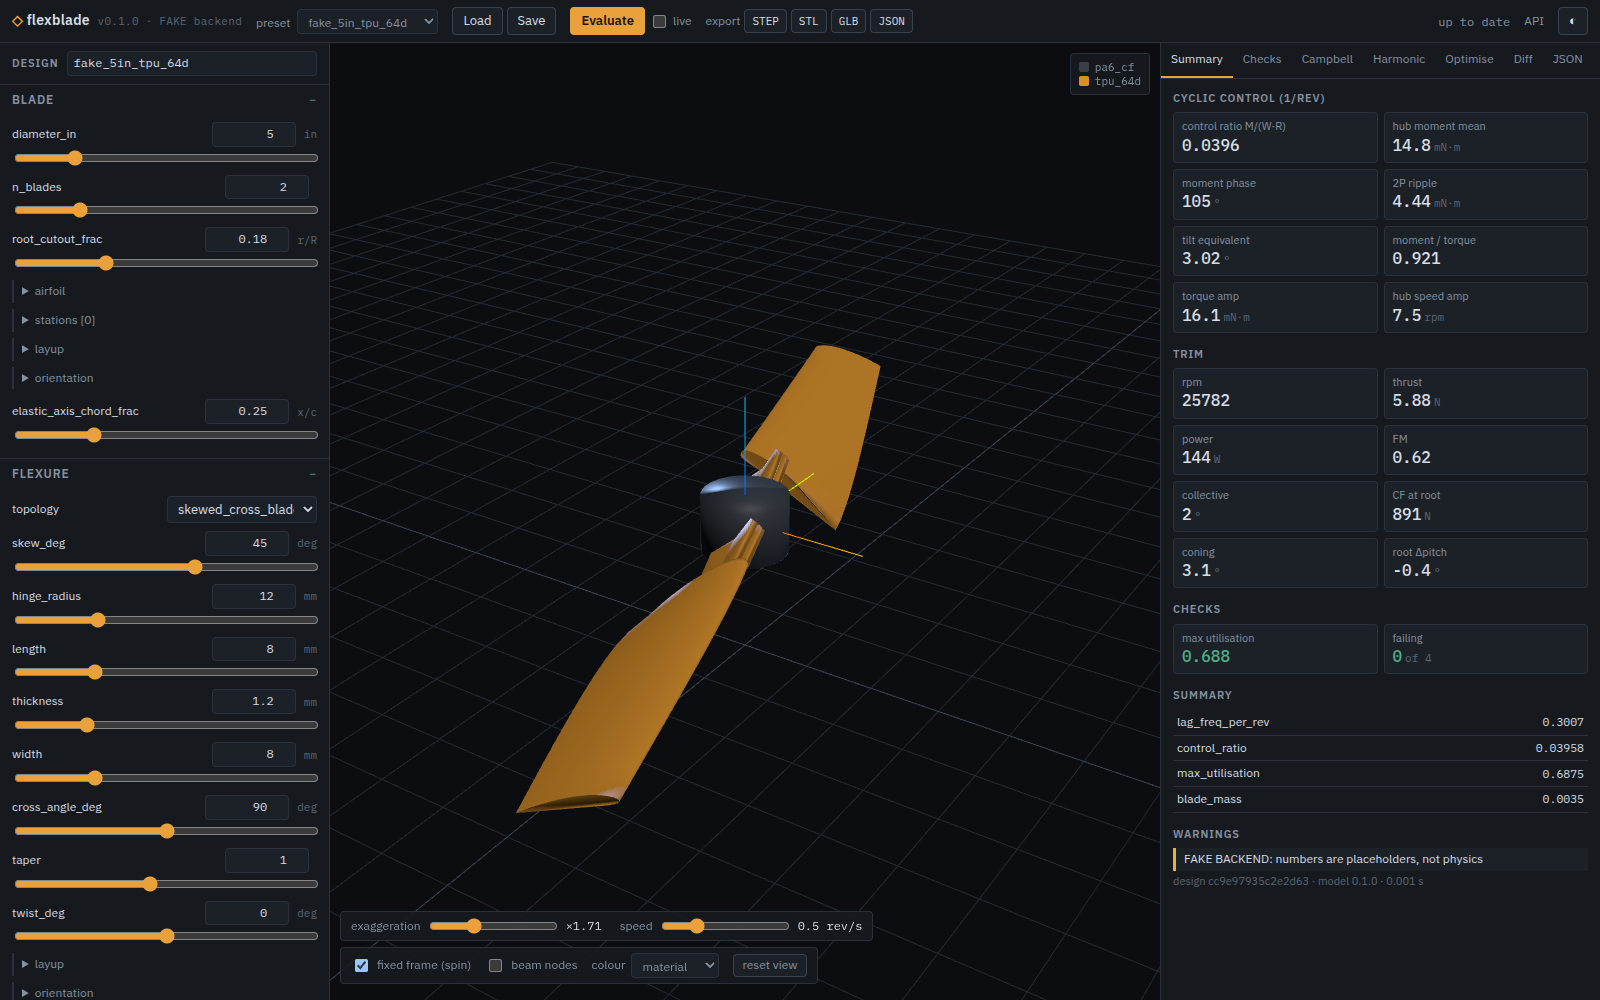 ◇ flexblade v0.1.0 · FAKE backend preset fake_5in_tpu_64d Load Save Evaluate live export STEP STL GLB JSON up to date API
DESIGN fake_5in_tpu_64d
BLADE −
diameter_in 5 in
n_blades 2
root_cutout_frac 0.18 r/R
▶ airfoil
▶ stations [0]
▶ layup
▶ orientation
elastic_axis_chord_frac 0.25 x/c
FLEXURE −
topology skewed_cross_blad
skew_deg 45 deg
hinge_radius 12 mm
length 8 mm
thickness 1.2 mm
width 8 mm
cross_angle_deg 90 deg
taper 1
twist_deg 0 deg
▶ layup
▶ orientation
pa6_cf
tpu_64d
exaggeration ×1.71 speed 0.5 rev/s
fixed frame (spin) beam nodes colour material reset view
Summary Checks Campbell Harmonic Optimise Diff JSON
CYCLIC CONTROL (1/REV)
control ratio M/(W·R) hub moment mean
0.0396 14.8 mN·m
moment phase 2P ripple
105 ° 4.44 mN·m
tilt equivalent moment / torque
3.02 ° 0.921
torque amp hub speed amp
16.1 mN·m 7.5 rpm
TRIM
rpm thrust
25782 5.88 N
power FM
144 W 0.62
collective CF at root
2 ° 891 N
coning root Δpitch
3.1 ° -0.4 °
CHECKS
max utilisation failing
0.688 0 of 4
SUMMARY
lag_freq_per_rev 0.3007
control_ratio 0.03958
max_utilisation 0.6875
blade_mass 0.0035
WARNINGS
FAKE BACKEND: numbers are placeholders, not physics
design cc9e97935c2e2d63 · model 0.1.0 · 0.001 s